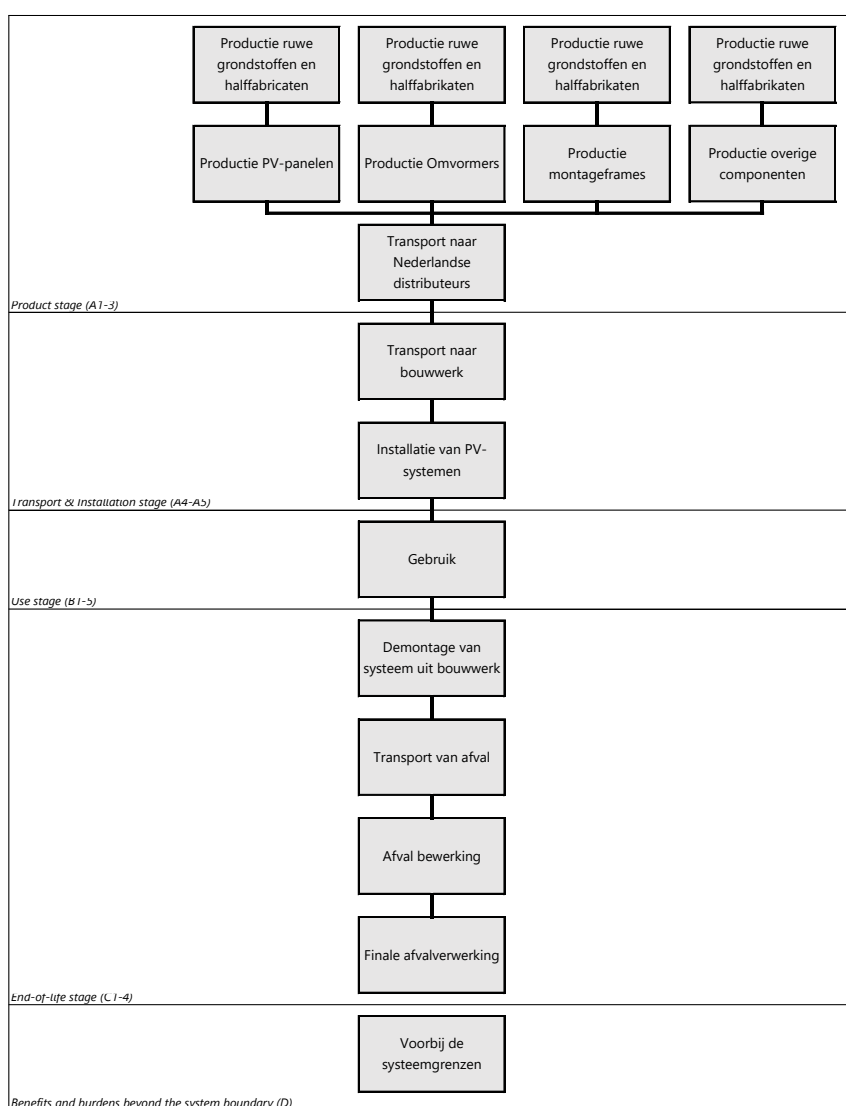 Productie ruwe
grondstoffen en
halffabricaten
Productie ruwe
grondstoffen en
halffabrikaten
Productie ruwe
grondstoffen en
halffabrikaten
Productie ruwe
grondstoffen en
halffabrikaten
Productie PV-panelen
Productie Omvormers
Productie
montageframes
Productie overige
componenten
Transport naar
Nederlandse
distributeurs
Product stage (A1-3)
Transport naar
bouwwerk
Installatie van PV-
systemen
Transport & Installation stage (A4-A5)
Gebruik
Use stage (B1-5)
Demontage van
systeem uit bouwwerk
Transport van afval
Afval bewerking
Finale afvalverwerking
End-of-life stage (C1-4)
Voorbij de
systeemgrenzen
Benefits and burdens beyond the system boundary (D)